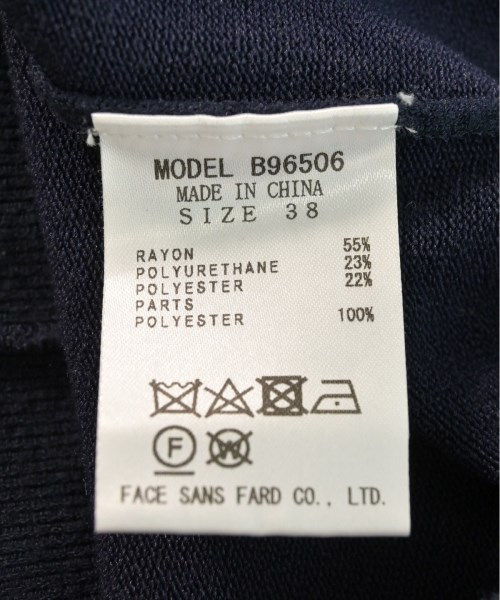 MODEL B96506
MADE IN CHINA
SIZE 38
RAYON 55%
POLYURETHANE 23%
POLYESTER 22%
PARTS
POLYESTER 100%
F W
FACE SANS FARD CO., LTD.